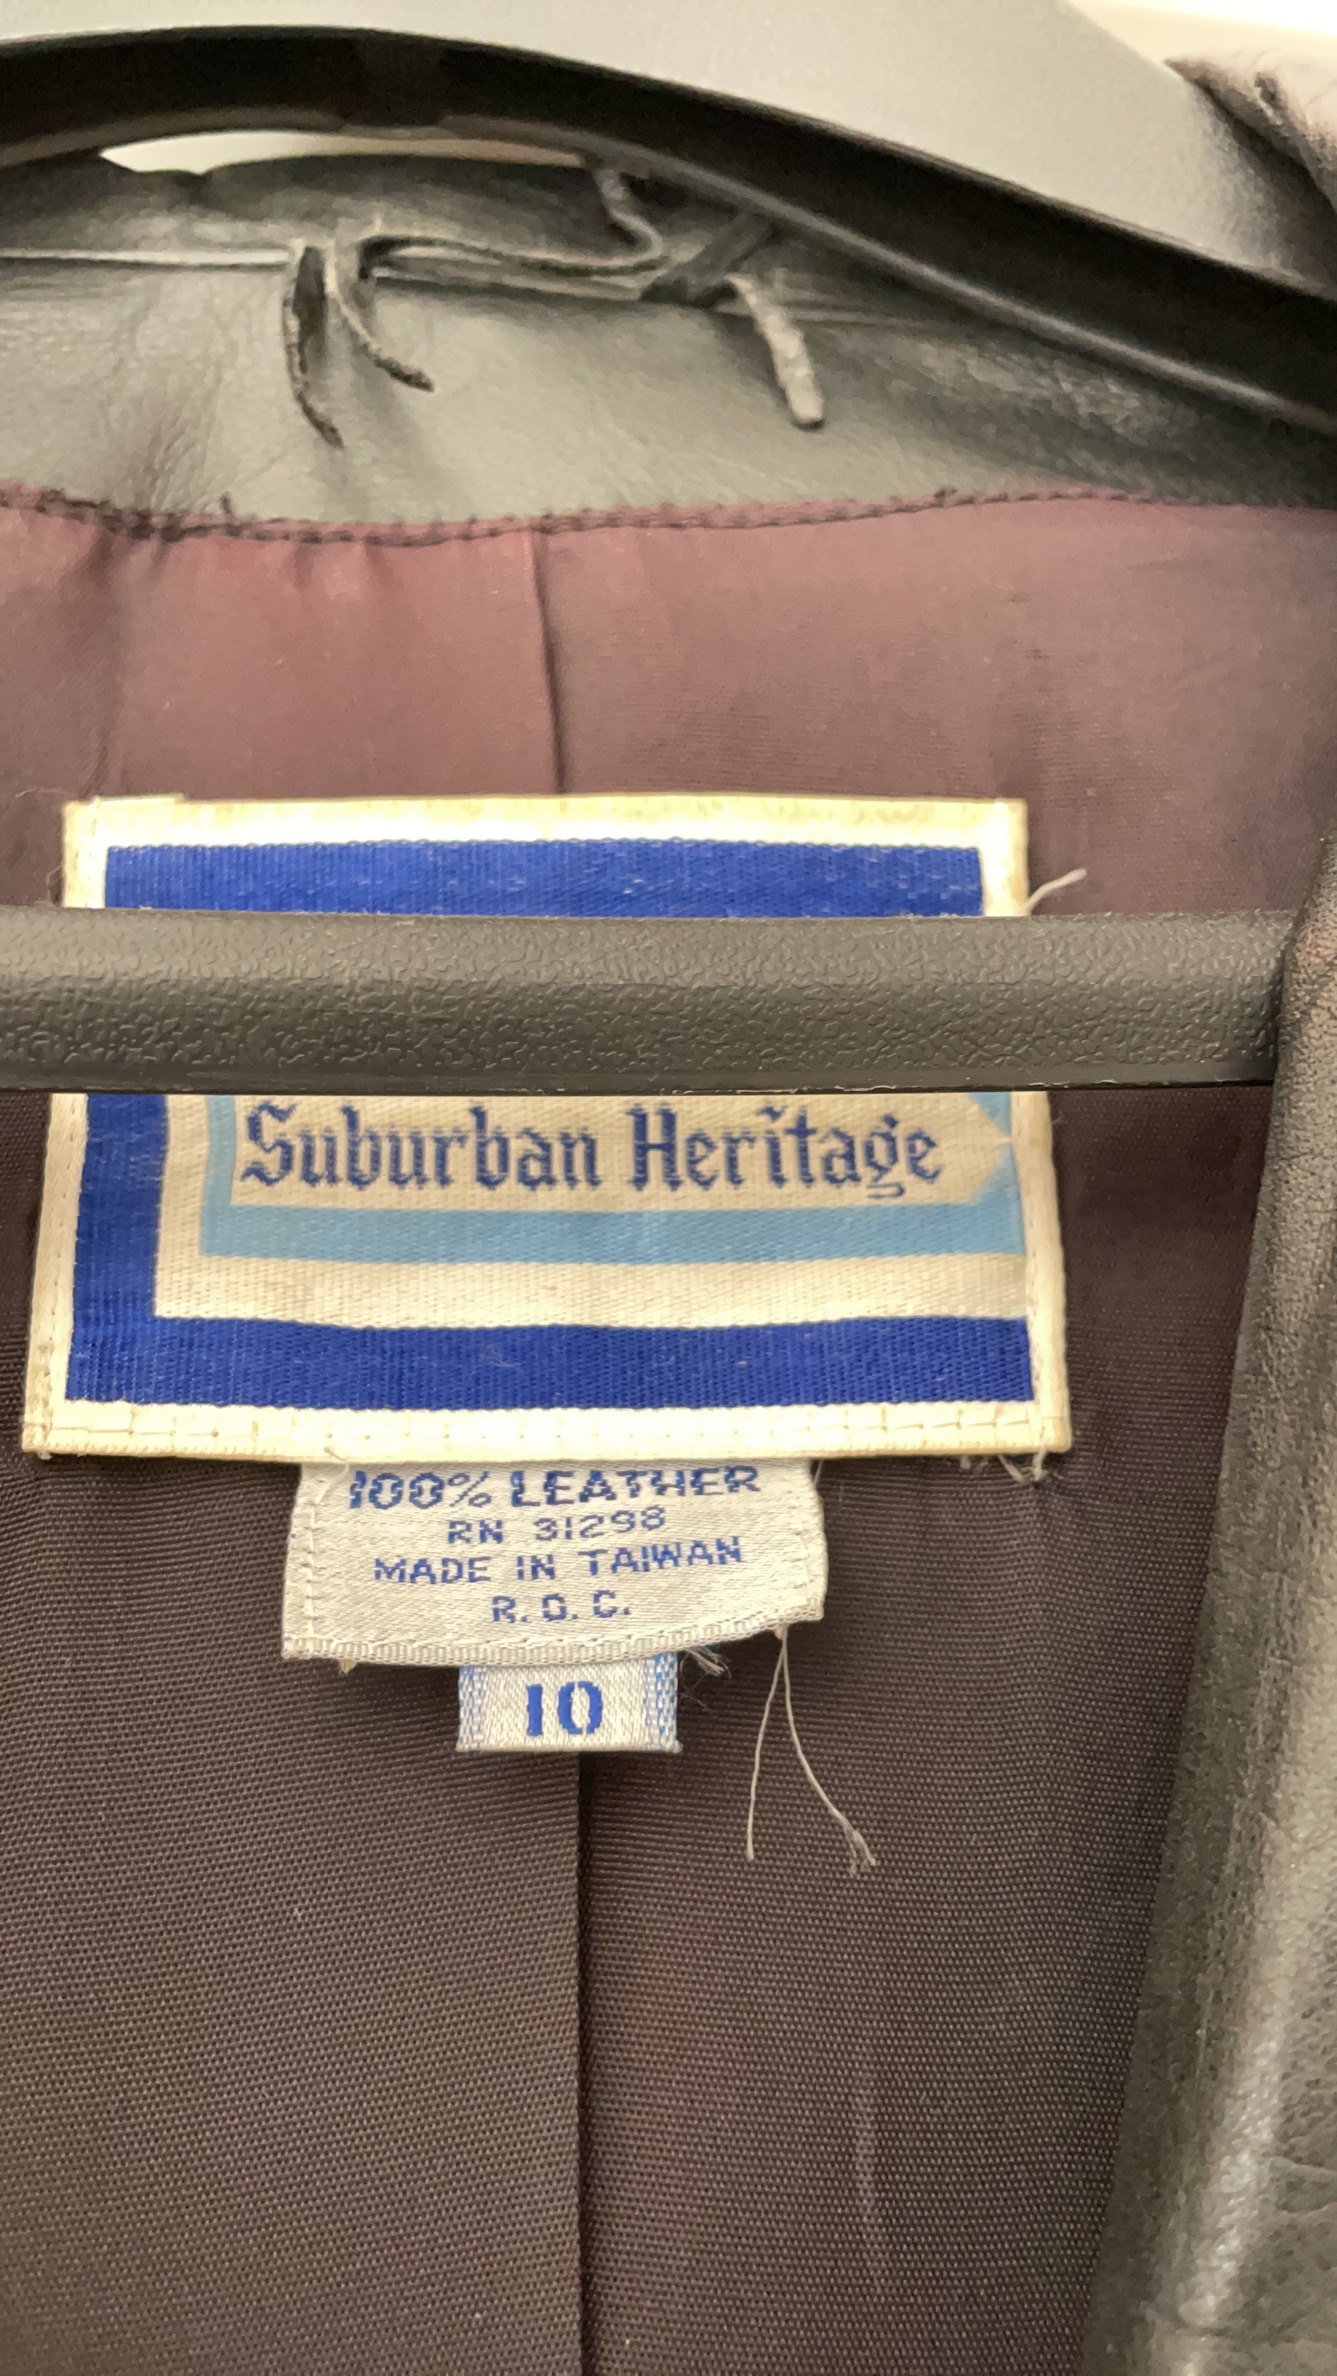 Suburban Heritage
100% LEATHER
RN 31298
MADE IN TAIWAN
R.O.C.
10